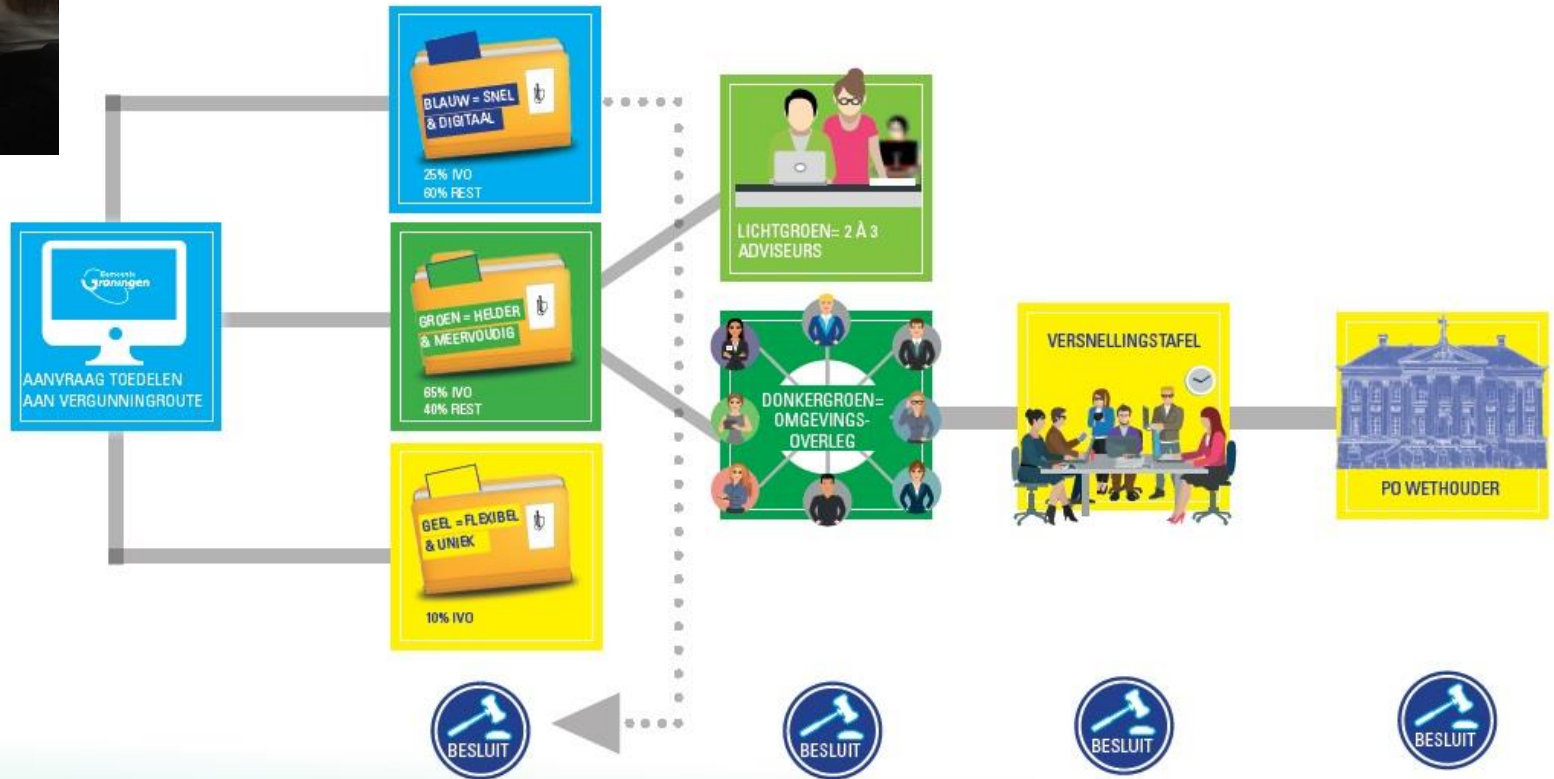 Gemeente
Groningen
AANVRAAG TOEDELEN
AAN VERGUNNINGROUTE
BLAUW = SNEL
& DIGITAAL
25% IVO
60% REST
GROEN = HELDER
& MEERVOUDIG
65% IVO
40% REST
GEEL = FLEXIBEL
& UNIEK
10% IVO
LICHTGROEN= 2 À 3
ADVISEURS
DONKERGROEN=
OMGEVINGS-
OVERLEG
VERSNELLINGSTAFEL
PO WETHOUDER
BESLUIT
BESLUIT
BESLUIT
BESLUIT